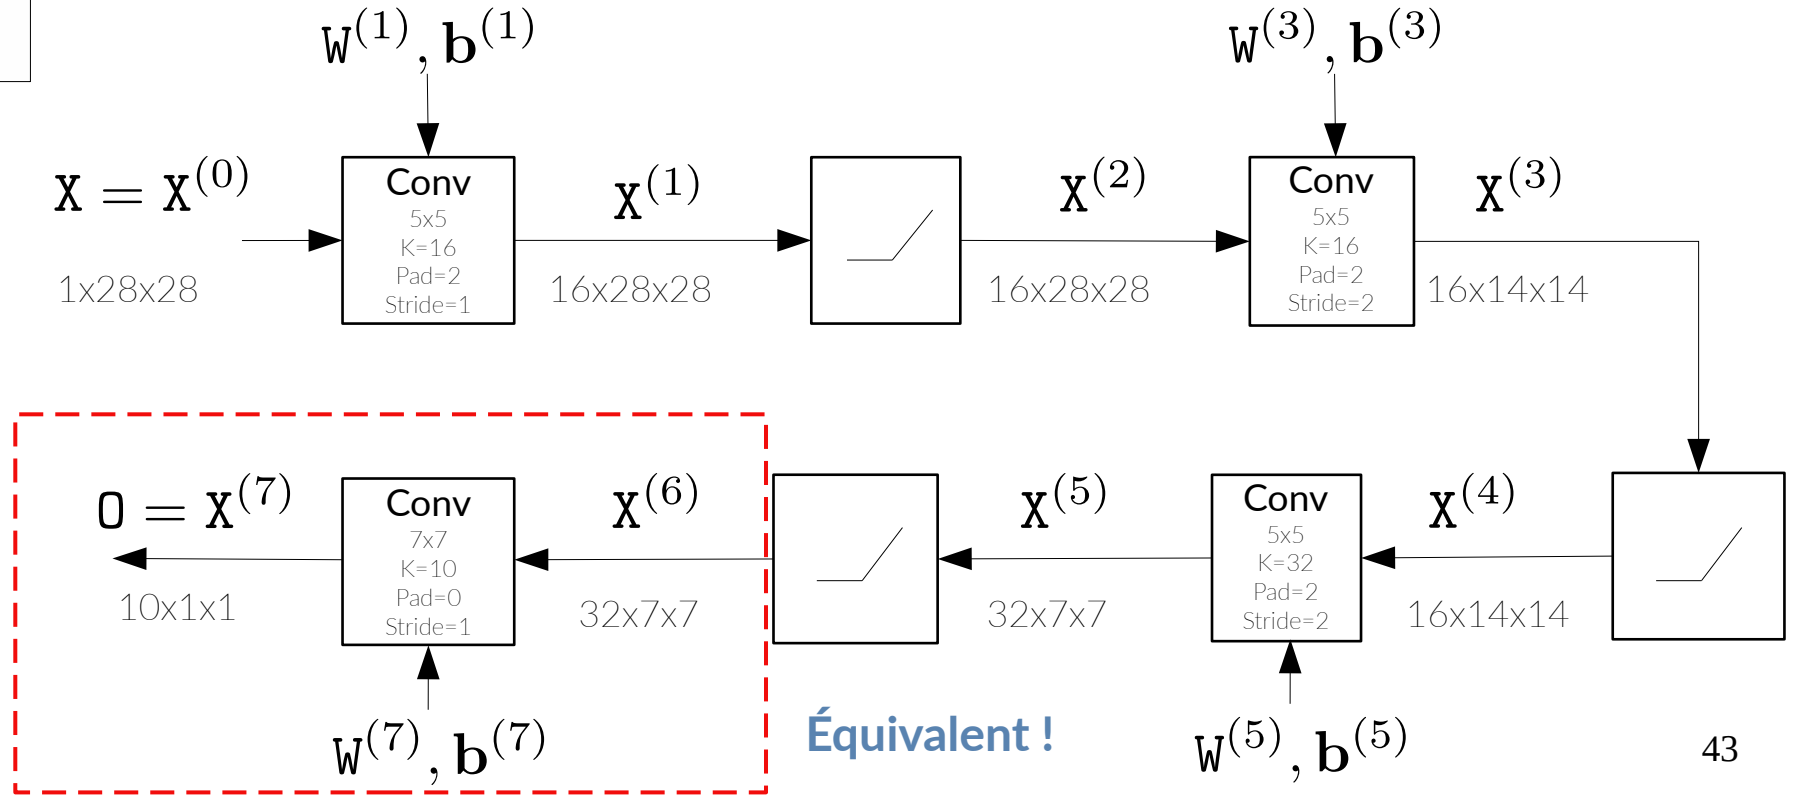 W⁽¹⁾, b⁽¹⁾
W⁽³⁾, b⁽³⁾
X = X⁽⁰⁾
1x28x28
Conv
5x5
K=16
Pad=2
Stride=1
X⁽¹⁾
16x28x28
X⁽²⁾
16x28x28
Conv
5x5
K=16
Pad=2
Stride=2
X⁽³⁾
16x14x14
X⁽⁴⁾
16x14x14
Conv
5x5
K=32
Pad=2
Stride=2
W⁽⁵⁾, b⁽⁵⁾
X⁽⁵⁾
32x7x7
X⁽⁶⁾
32x7x7
Conv
7x7
K=10
Pad=0
Stride=1
W⁽⁷⁾, b⁽⁷⁾
O = X⁽⁷⁾
10x1x1
Équivalent !
43